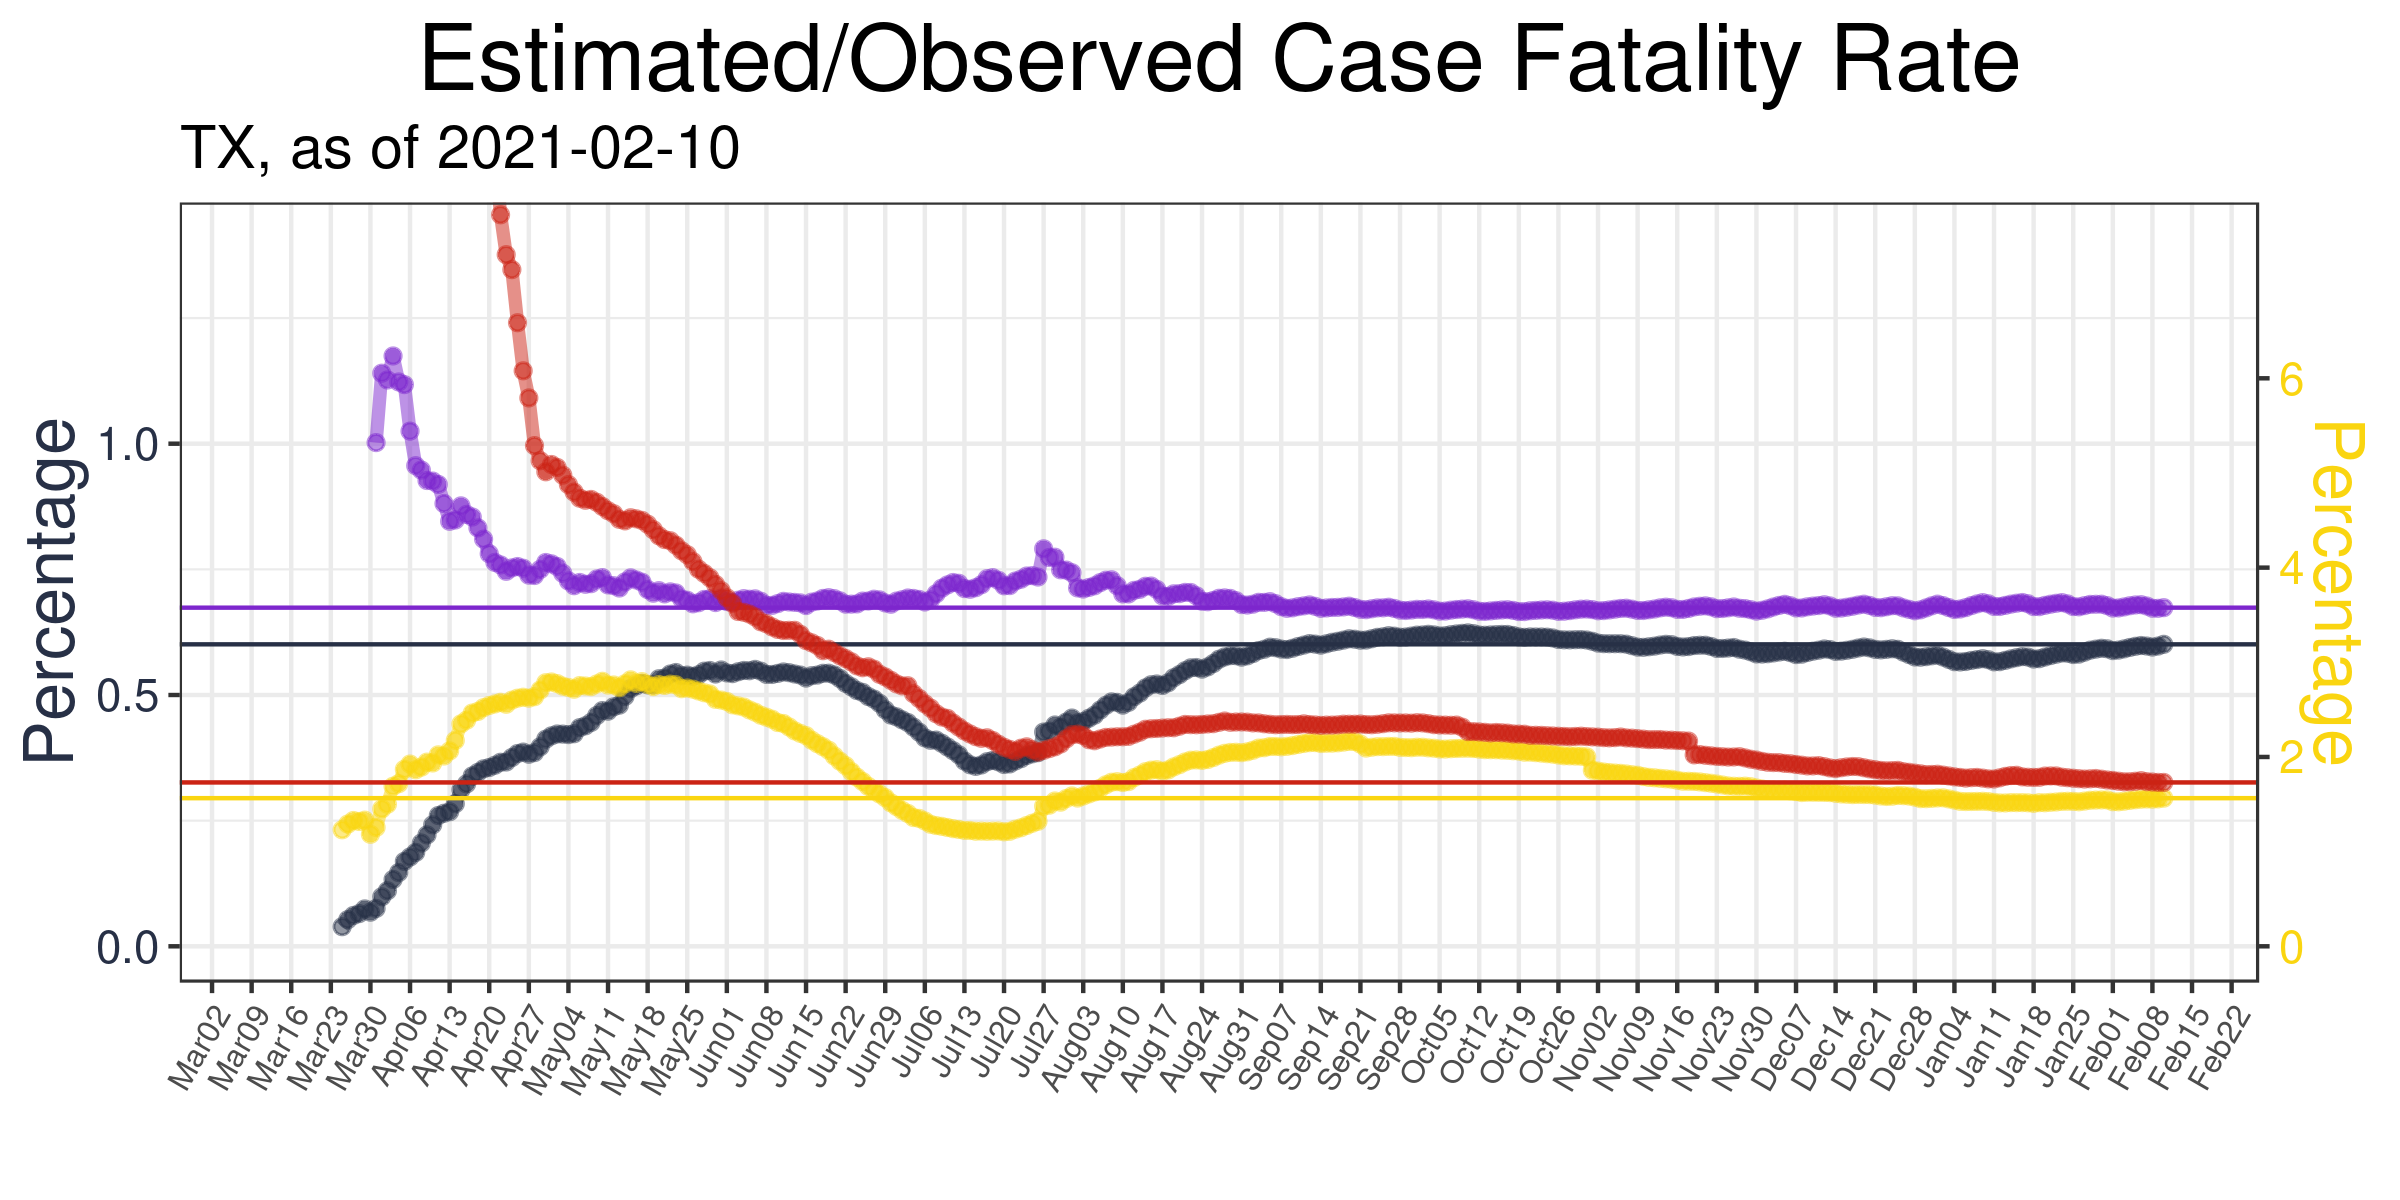 Estimated/Observed Case Fatality Rate
TX, as of 2021-02-10
Percentage
1.0
0.5
0.0
6
4
2
0
Percentage
Mar02 Mar09 Mar16 Mar23 Mar30 Apr06 Apr13 Apr20 Apr27 May04 May11 May18 May25 Jun01 Jun08 Jun15 Jun22 Jun29 Jul06 Jul13 Jul20 Jul27 Aug03 Aug10 Aug17 Aug24 Aug31 Sep07 Sep14 Sep21 Sep28 Oct05 Oct12 Oct19 Oct26 Nov02 Nov09 Nov16 Nov23 Nov30 Dec07 Dec14 Dec21 Dec28 Jan04 Jan11 Jan18 Jan25 Feb01 Feb08 Feb15 Feb22